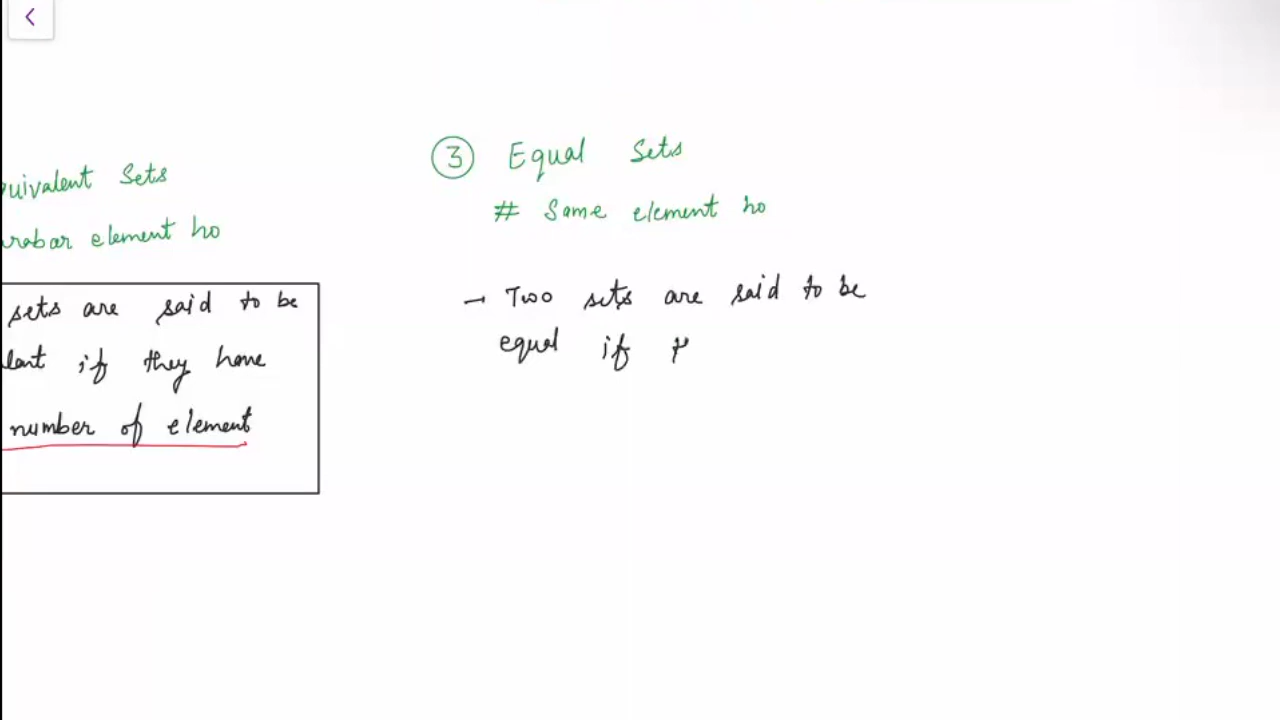 uivalent Sets
arabar element ho
sets are said to be
lent if they have
number of element
③ Equal Sets
# Same element ho
→ Two sets are said to be
equal if